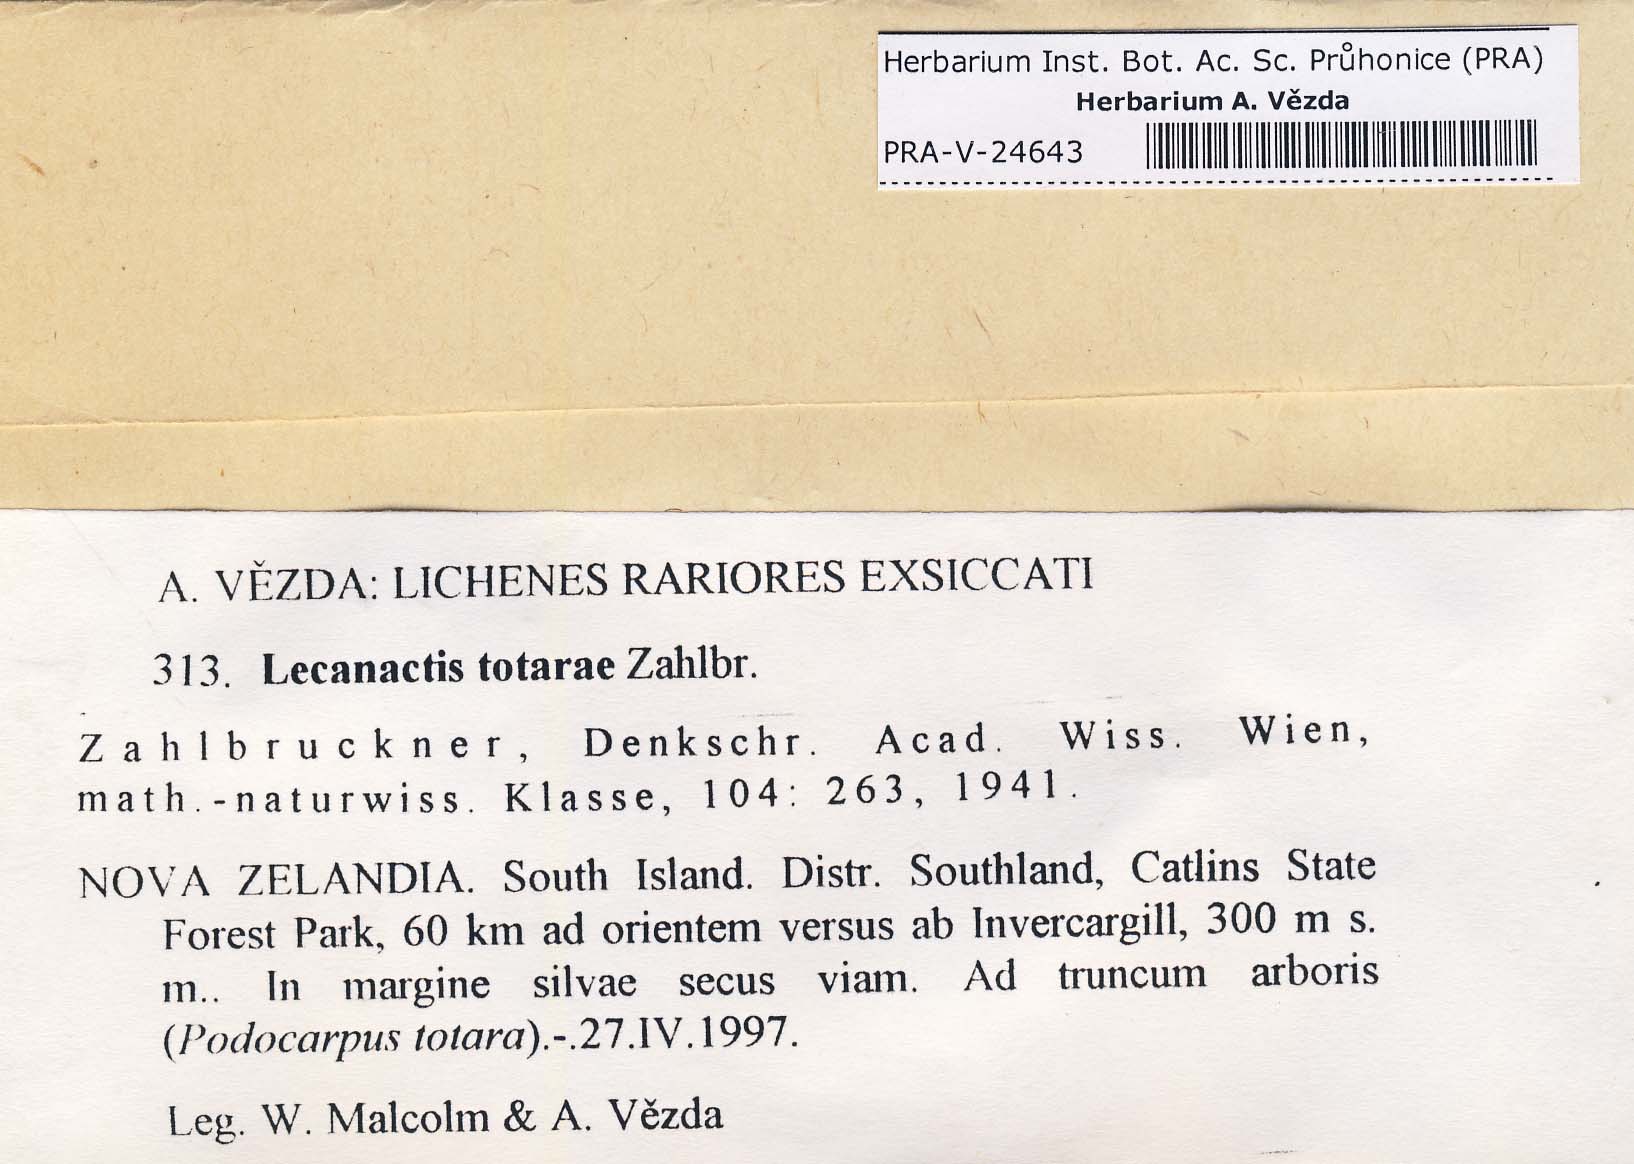 Herbarium Inst. Bot. Ac. Sc. Průhonice (PRA)
Herbarium A. Vězda
PRA-V-24643
A. VĚZDA: LICHENES RARIORES EXSICCATI
313. Lecanactis totarae Zahlbr.
Zahlbruckner, Denkschr. Acad. Wiss. Wien,
math.-naturwiss. Klasse, 104: 263, 1941.
NOVA ZELANDIA. South Island. Distr. Southland, Catlins State
Forest Park, 60 km ad orientem versus ab Invercargill, 300 m s.
m.. In margine silvae secus viam. Ad truncum arboris
(Podocarpus totara).-.27.IV.1997.
Leg. W. Malcolm & A. Vězda